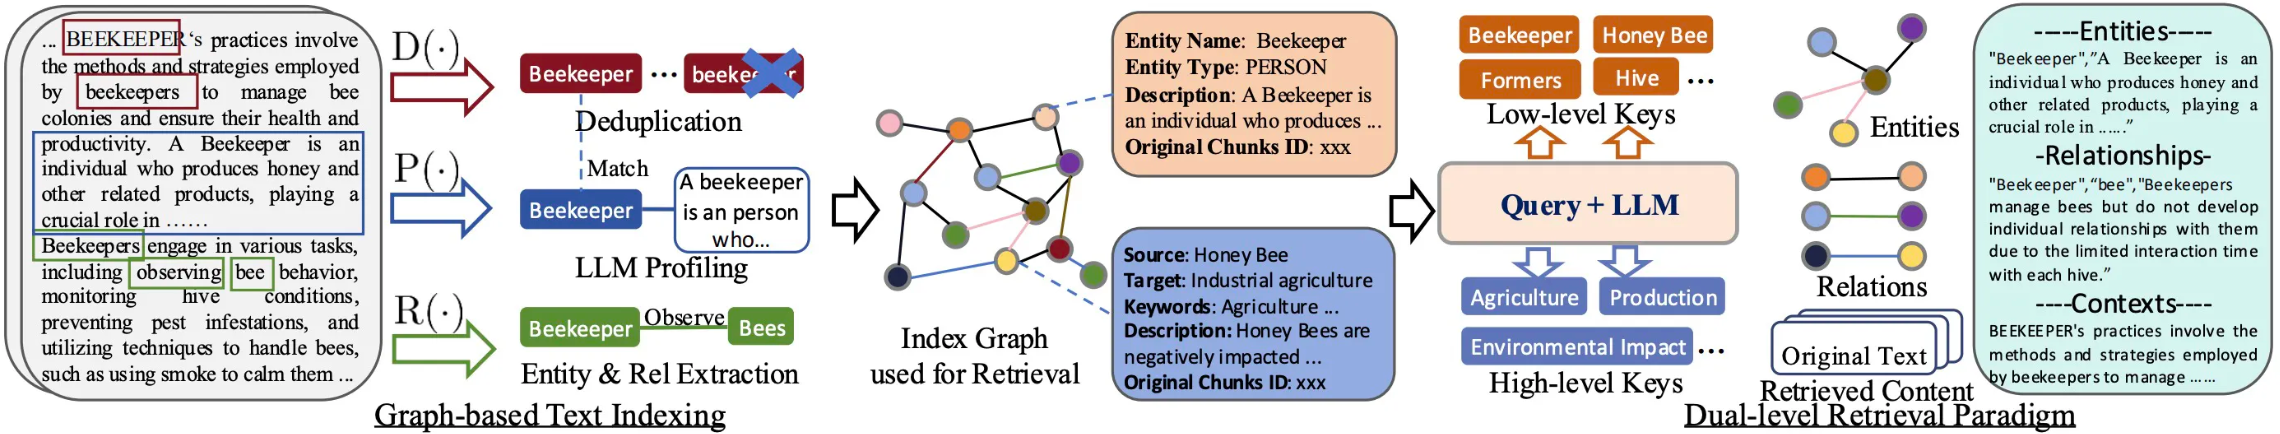 ... BEEKEEPER‘s practices involve
the methods and strategies employed
by beekeepers to manage bee
colonies and ensure their health and
productivity. A Beekeeper is an
individual who produces honey and
other related products, playing a
crucial role in ……
Beekeepers engage in various tasks,
including observing bee behavior,
monitoring hive conditions,
preventing pest infestations, and
utilizing techniques to handle bees,
such as using smoke to calm them ...
D(·)
Beekeeper ...
Deduplication
Match
P(·)
Beekeeper
A beekeeper
is an person
who...
LLM Profiling
R(·)
Beekeeper Observe Bees
Entity & Rel Extraction
Graph-based Text Indexing
Index Graph
used for Retrieval
Entity Name: Beekeeper
Entity Type: PERSON
Description: A Beekeeper is
an individual who produces ...
Original Chunks ID: xxx
Source: Honey Bee
Target: Industrial agriculture
Keywords: Agriculture ...
Description: Honey Bees are
negatively impacted ...
Original Chunks ID: xxx
Beekeeper Honey Bee
Formers Hive ...
Low-level Keys
Query + LLM
Agriculture Production
Environmental Impact ...
High-level Keys
Entities
Relations
Original Text
Retrieved Content
Dual-level Retrieval Paradigm
-----Entities-----
"Beekeeper",”A Beekeeper is an
individual who produces honey and
other related products, playing a
crucial role in ......”
-Relationships-
"Beekeeper",“bee",“Beekeepers
manage bees but do not develop
individual relationships with them
due to the limited interaction time
with each hive.”
----Contexts----
BEEKEEPER's practices involve the
methods and strategies employed
by beekeepers to manage ......